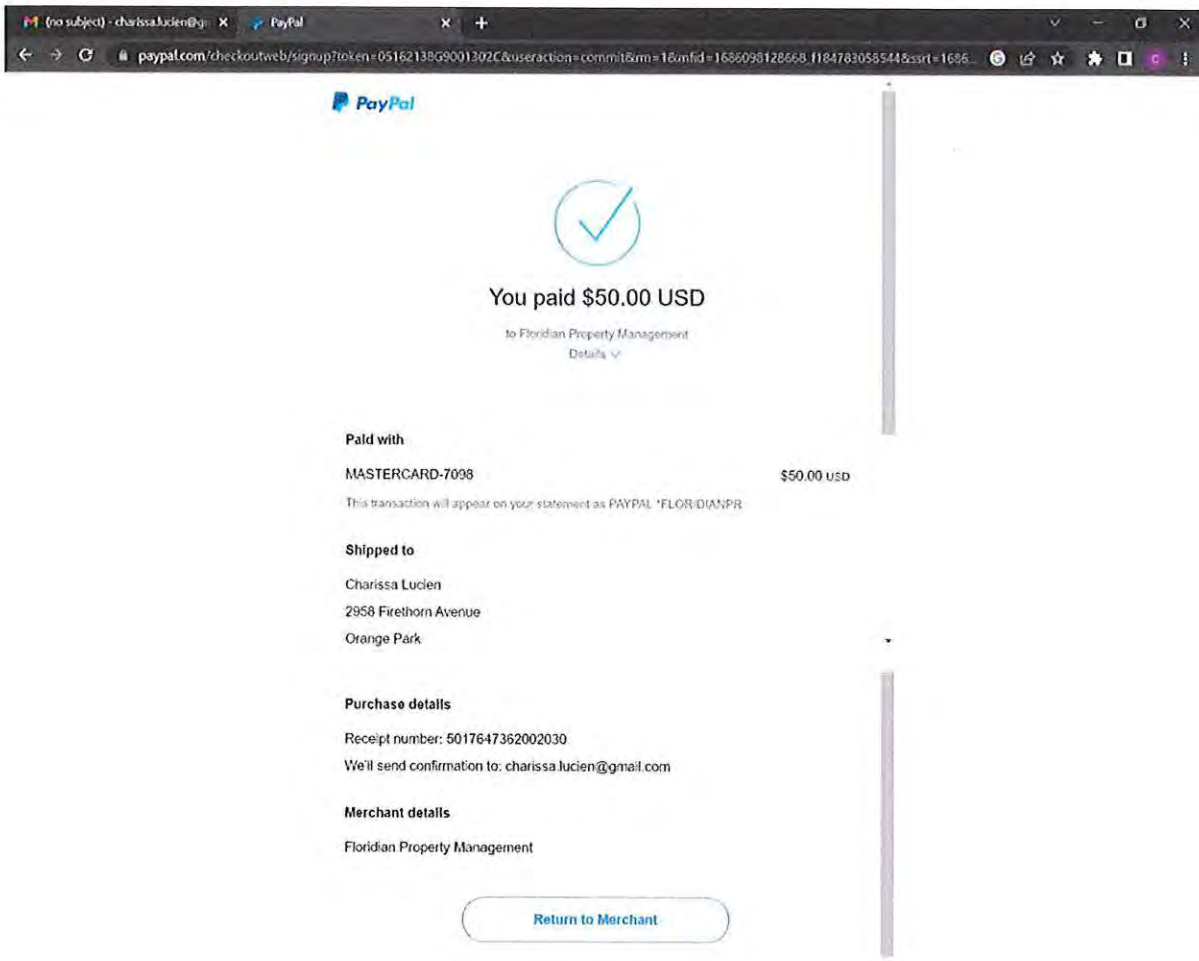 (no subject) - charissa.lucien@g
PayPal
paypal.com/checkoutweb/signup?token=05162138G9001302C&useraction=commit&rm=1&mfid=1686098128668_f184783058544&ssrt=1686...
PayPal
You paid $50.00 USD
to Floridian Property Management
Details
Paid with
MASTERCARD-7098 $50.00 USD
This transaction will appear on your statement as PAYPAL *FLORIDIANPR
Shipped to
Charissa Lucien
2958 Firethorn Avenue
Orange Park
Purchase details
Receipt number: 5017647362002030
We'll send confirmation to: charissa.lucien@gmail.com
Merchant details
Floridian Property Management
Return to Merchant